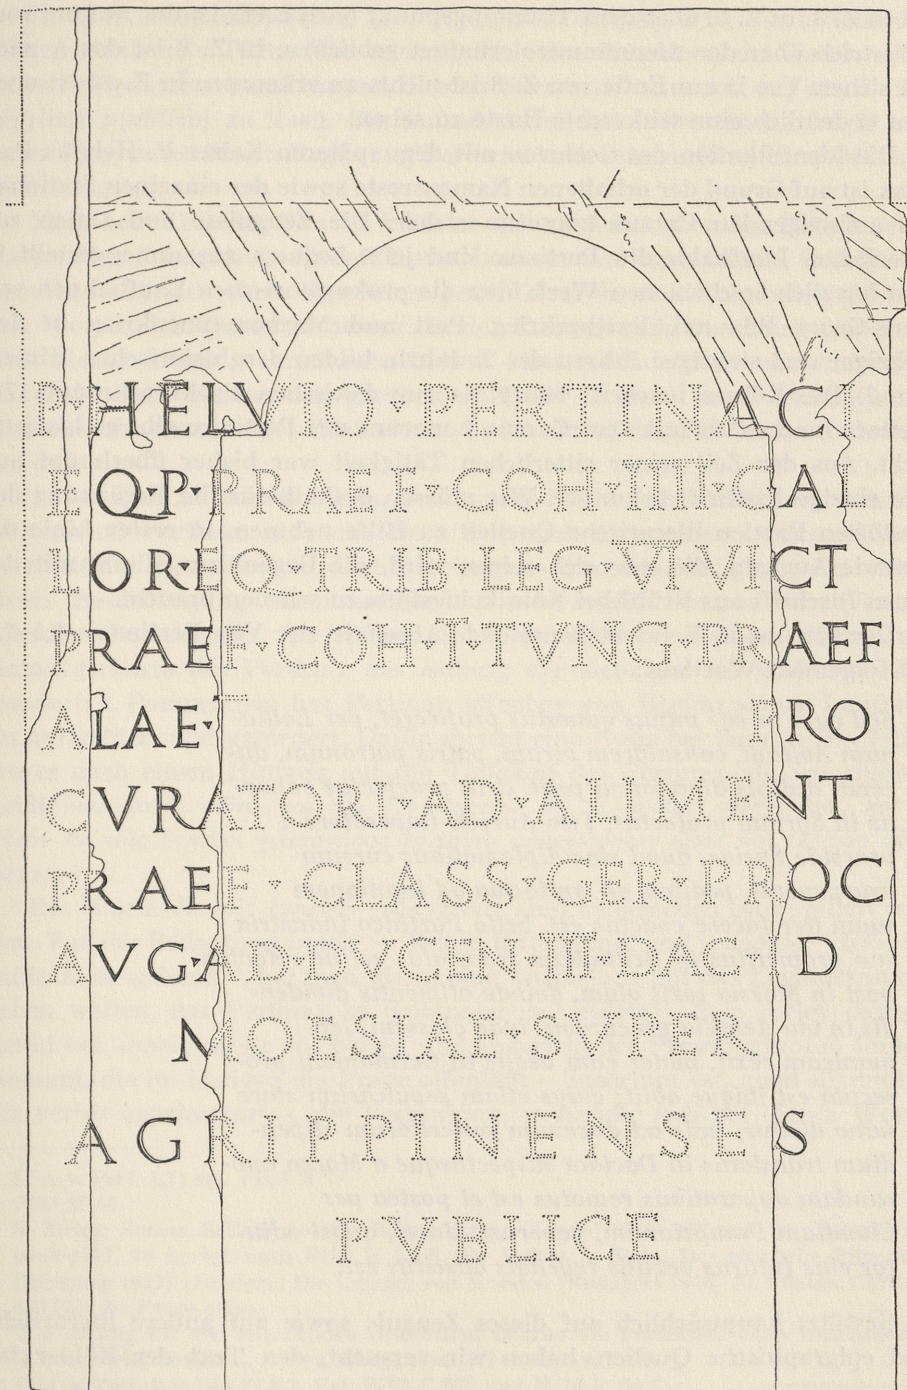 P·HELVIO·PERTINACI
EQ·P·PRAEF·COH·IIII·GAL
LOR·EQ·TRIB·LEG·VI·VICT
PRAEF·COH·I·TVNG·PRAEF
ALAE· PRO
CVRATORI·AD·ALIMENT
PRAEF·CLASS·GER·PROC
AVG·AD·DVCEN·III·DAC·ID
MOESIAE·SVPER
AGRIPPINENSES
PVBLICE